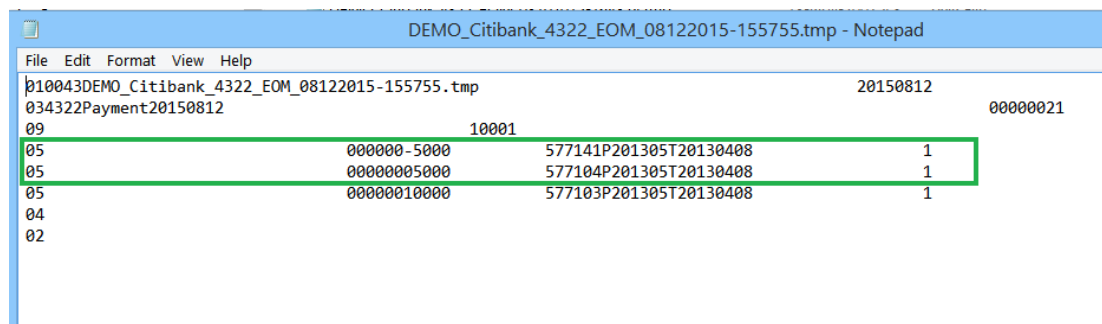 DEMO_Citibank_4322_EOM_08122015-155755.tmp - Notepad
File Edit Format View Help
010043DEMO_Citibank_4322_EOM_08122015-155755.tmp 20150812
034322Payment20150812 00000021
09 10001
05 000000-5000 577141P201305T20130408 1
05 00000005000 577104P201305T20130408 1
05 00000010000 577103P201305T20130408 1
04
02